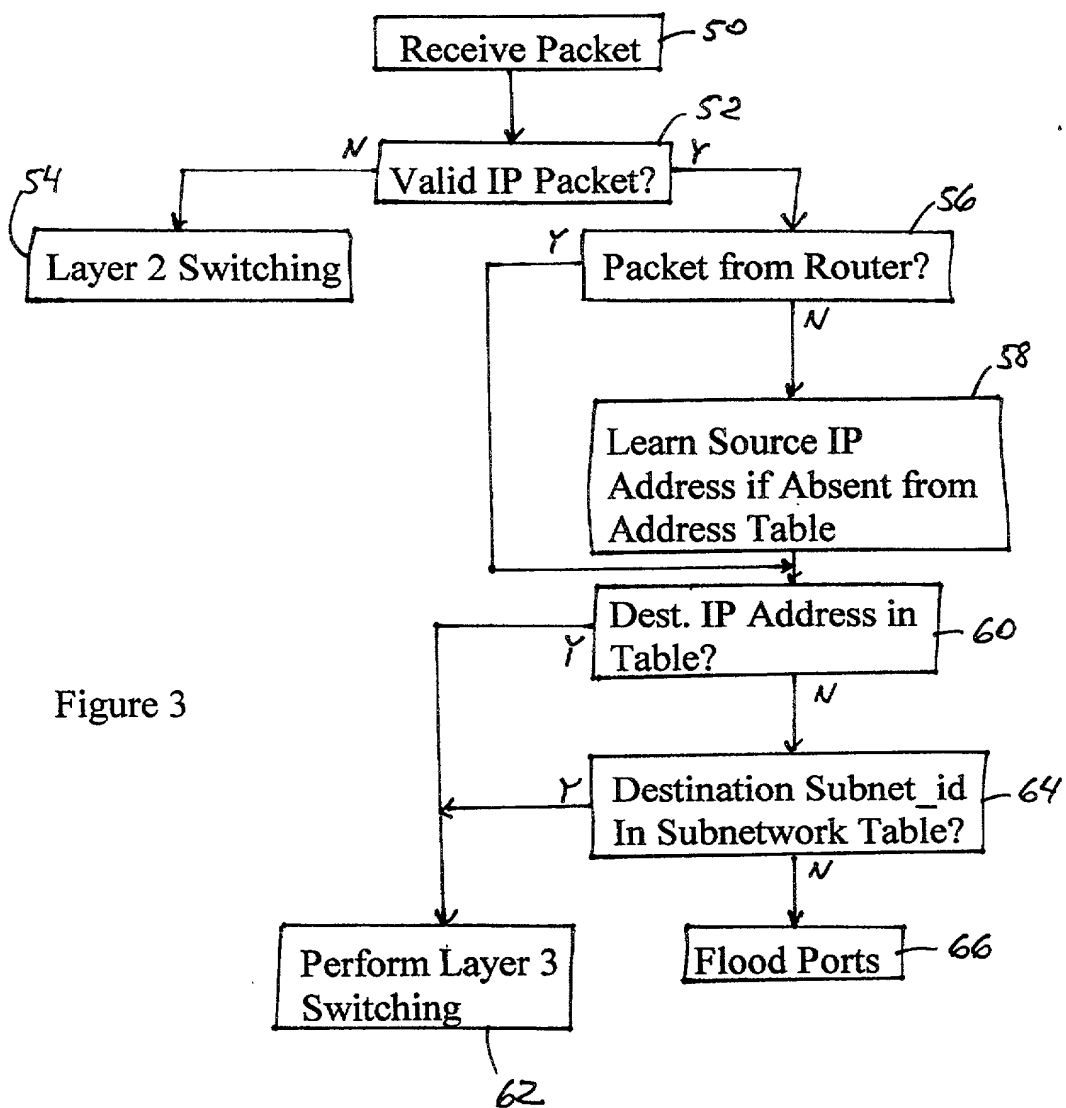 Receive Packet
50
52
N
Valid IP Packet?
Y
54
56
Layer 2 Switching
Y
Packet from Router?
N
58
Learn Source IP
Address if Absent from
Address Table
Dest. IP Address in
Table?
60
Y
N
Figure 3
Y
Destination Subnet_id
In Subnetwork Table?
64
N
Perform Layer 3
Switching
Flood Ports
66
62